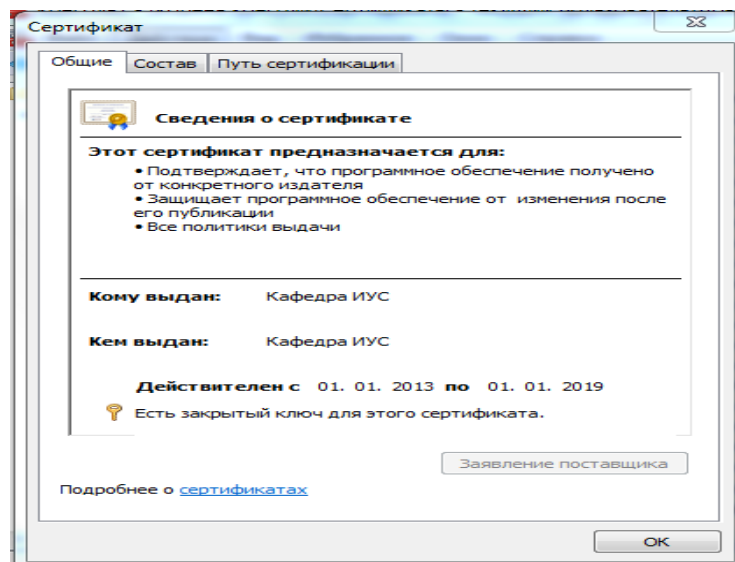 Сертификат
Общие Состав Путь сертификации
Сведения о сертификате
Этот сертификат предназначается для:
• Подтверждает, что программное обеспечение получено
от конкретного издателя
• Защищает программное обеспечение от изменения после
его публикации
• Все политики выдачи
Кому выдан: Кафедра ИУС
Кем выдан: Кафедра ИУС
Действителен с 01. 01. 2013 по 01. 01. 2019
Есть закрытый ключ для этого сертификата.
Заявление поставщика
Подробнее о сертификатах
ОК